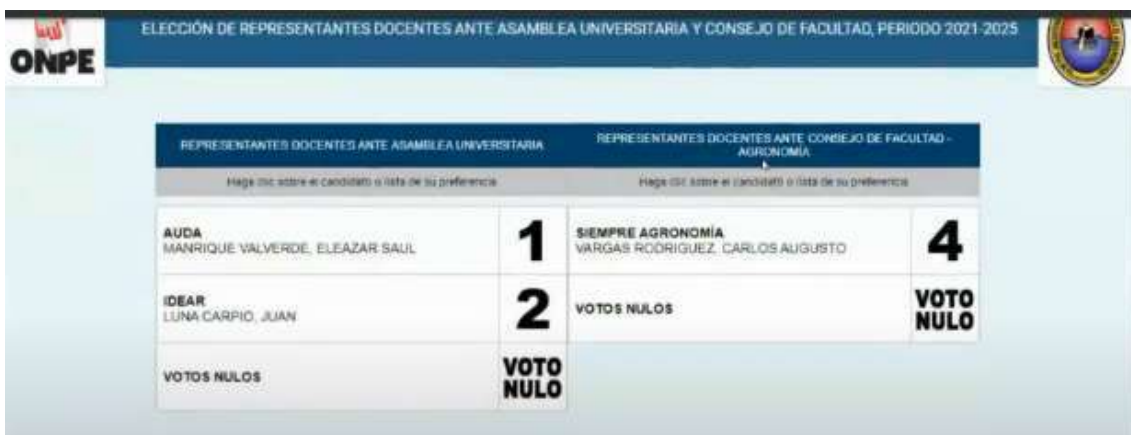 ONPE
ELECCIÓN DE REPRESENTANTES DOCENTES ANTE ASAMBLEA UNIVERSITARIA Y CONSEJO DE FACULTAD, PERIODO 2021-2025
REPRESENTANTES DOCENTES ANTE ASAMBLEA UNIVERSITARIA
Haga clic sobre el candidato o lista de su preferencia
AUDA
MANRIQUE VALVERDE, ELEAZAR SAUL
1
IDEAR
LUNA CARPIO, JUAN
2
VOTOS NULOS
VOTO
NULO
REPRESENTANTES DOCENTES ANTE CONSEJO DE FACULTAD -
AGRONOMÍA
Haga clic sobre el candidato o lista de su preferencia
SIEMPRE AGRONOMÍA
VARGAS RODRIGUEZ, CARLOS AUGUSTO
4
VOTOS NULOS
VOTO
NULO